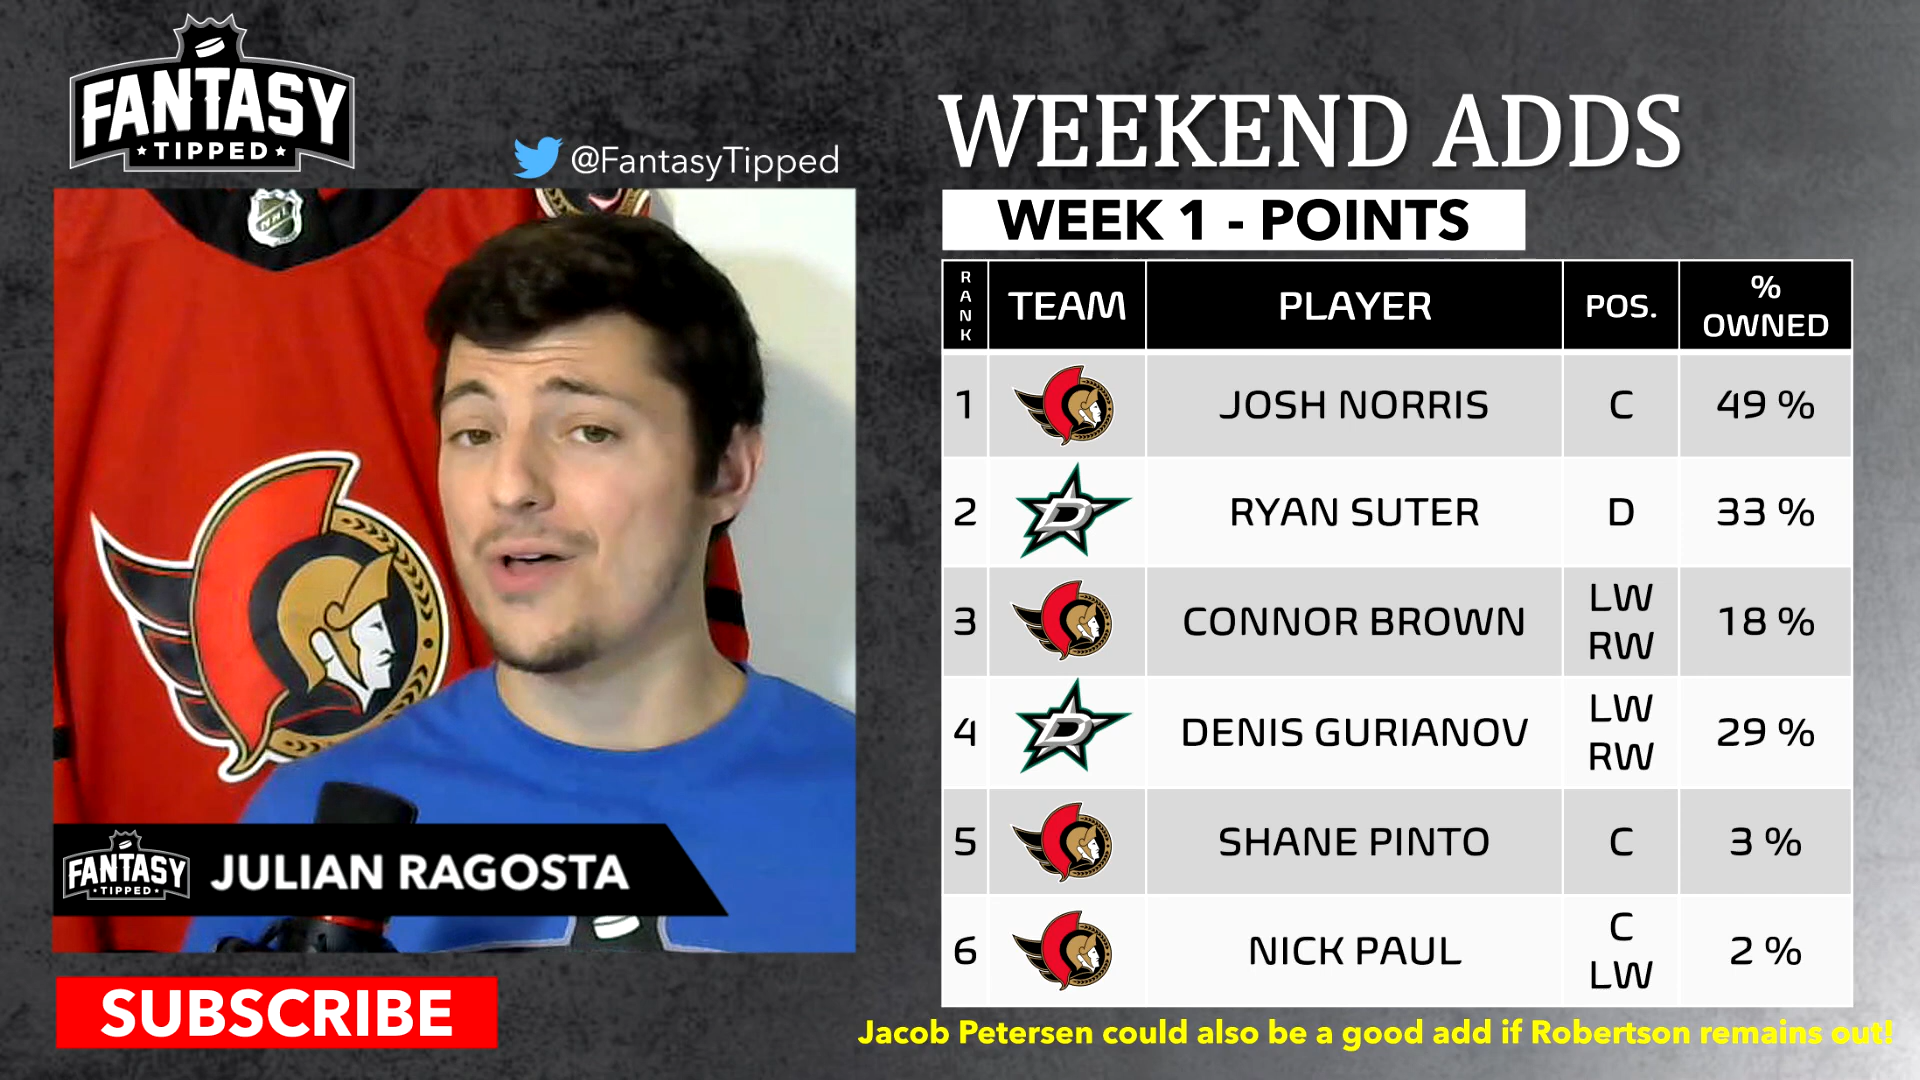 FANTASY
TIPPED
@FantasyTipped
NHL
FANTASY
TIPPED
JULIAN RAGOSTA
SUBSCRIBE
WEEKEND ADDS
WEEK 1 - POINTS
RANK TEAM PLAYER POS. % OWNED
1 JOSH NORRIS C 49 %
2 D RYAN SUTER D 33 %
3 CONNOR BROWN LW RW 18 %
4 D DENIS GURIANOV LW RW 29 %
5 SHANE PINTO C 3 %
6 NICK PAUL C LW 2 %
Jacob Petersen could also be a good add if Robertson remains out!